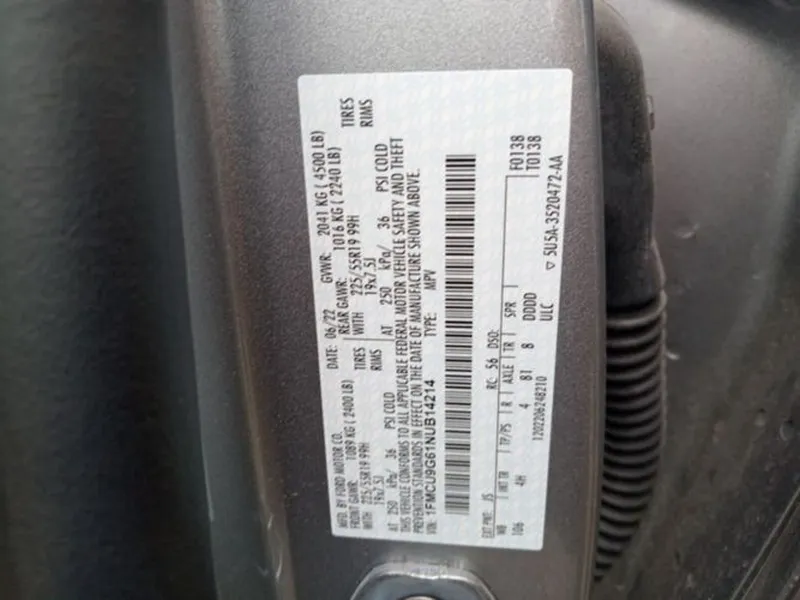 MFD. BY FORD MOTOR CO.
DATE: 06/22 GVWR: 2041 KG ( 4500 LB)
FRONT GAWR: 1089 KG ( 2400 LB) REAR GAWR: 1016 KG ( 2240 LB)
WITH 225/55R19 99H TIRES WITH 225/55R19 99H TIRES
19x7.5J RIMS 19x7.5J RIMS
AT 250 kPa/ 36 PSI COLD AT 250 kPa/ 36 PSI COLD
THIS VEHICLE CONFORMS TO ALL APPLICABLE FEDERAL MOTOR VEHICLE SAFETY AND THEFT
PREVENTION STANDARDS IN EFFECT ON THE DATE OF MANUFACTURE SHOWN ABOVE.
VIN: 1FMCU9G61NUB14214 TYPE: MPV
F0138
T0138
EXT PNT: JS RC: 56 DSO:
WB INT TR TP/PS R AXLE TR SPR
106 4H 4 81 8 DDDD
1202206248210 ULC
▽ 5U5A-3520472-AA